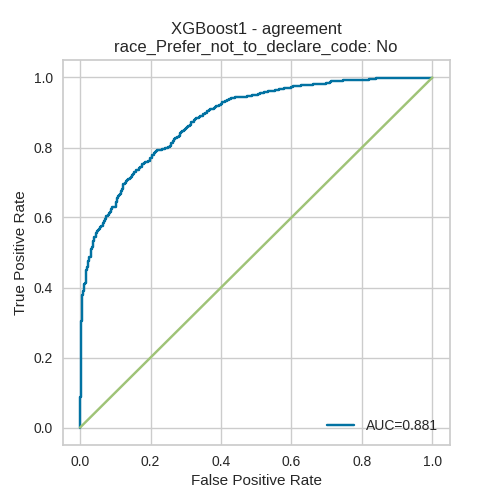 XGBoost1 - agreement
race_Prefer_not_to_declare_code: No
True Positive Rate
1.0
0.8
0.6
0.4
0.2
0.0
AUC=0.881
0.0 0.2 0.4 0.6 0.8 1.0
False Positive Rate